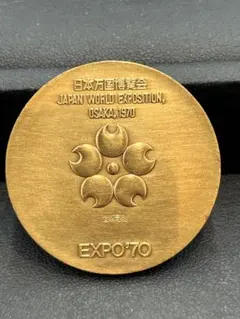 日本万国博覧会
JAPAN WORLD EXPOSITION,
OSAKA, 1970
EXPO'70